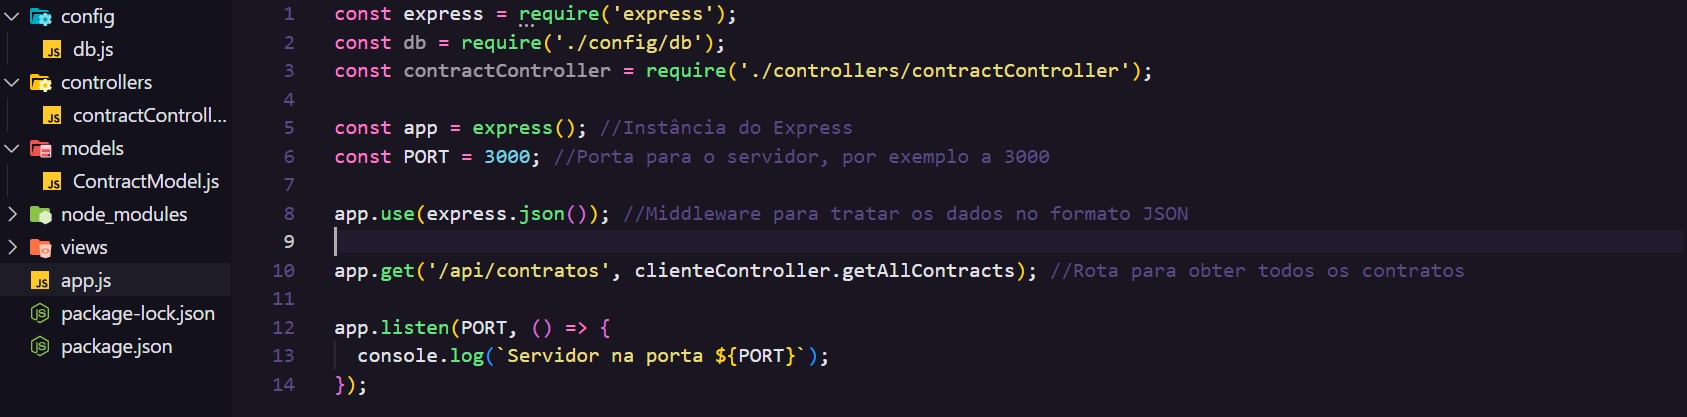 config
db.js
controllers
contractControll...
models
ContractModel.js
node_modules
views
app.js
package-lock.json
package.json
1 const express = require('express');
2 const db = require('./config/db');
3 const contractController = require('./controllers/contractController');
4
5 const app = express(); //Instância do Express
6 const PORT = 3000; //Porta para o servidor, por exemplo a 3000
7
8 app.use(express.json()); //Middleware para tratar os dados no formato JSON
9
10 app.get('/api/contratos', clienteController.getAllContracts); //Rota para obter todos os contratos
11
12 app.listen(PORT, () => {
13 console.log(`Servidor na porta ${PORT}`);
14 });